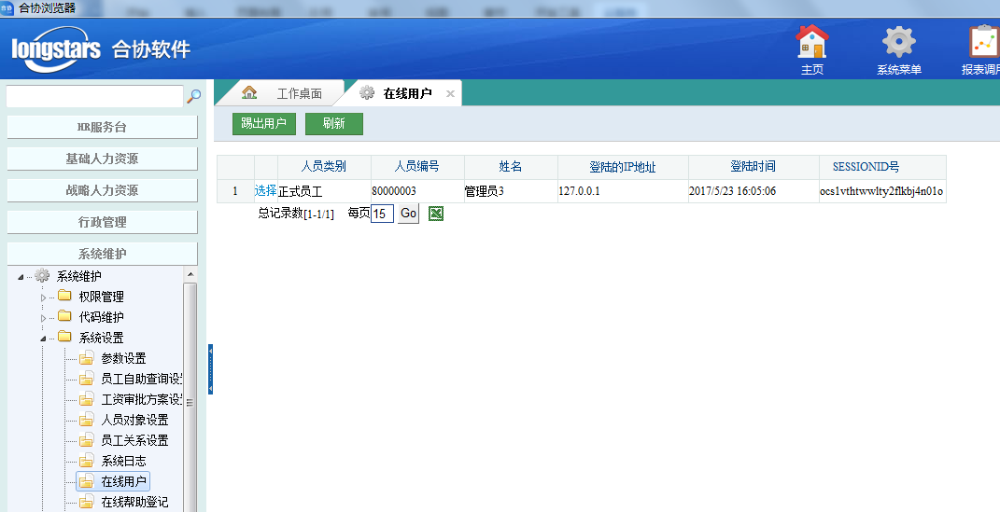 合协浏览器
longstars 合协软件
主页
系统菜单
报表调用
工作桌面
在线用户
HR服务台
基础人力资源
战略人力资源
行政管理
系统维护
系统维护
权限管理
代码维护
系统设置
参数设置
员工自助查询设
工资审批方案设
人员对象设置
员工关系设置
系统日志
在线用户
在线帮助登记
踢出用户 刷新
人员类别 人员编号 姓名 登陆的IP地址 登陆时间 SESSIONID号
1 选择 正式员工 80000003 管理员3 127.0.0.1 2017/5/23 16:05:06 ocs1vthtwwlty2flkbj4n01o
总记录数[1-1/1] 每页 15 Go